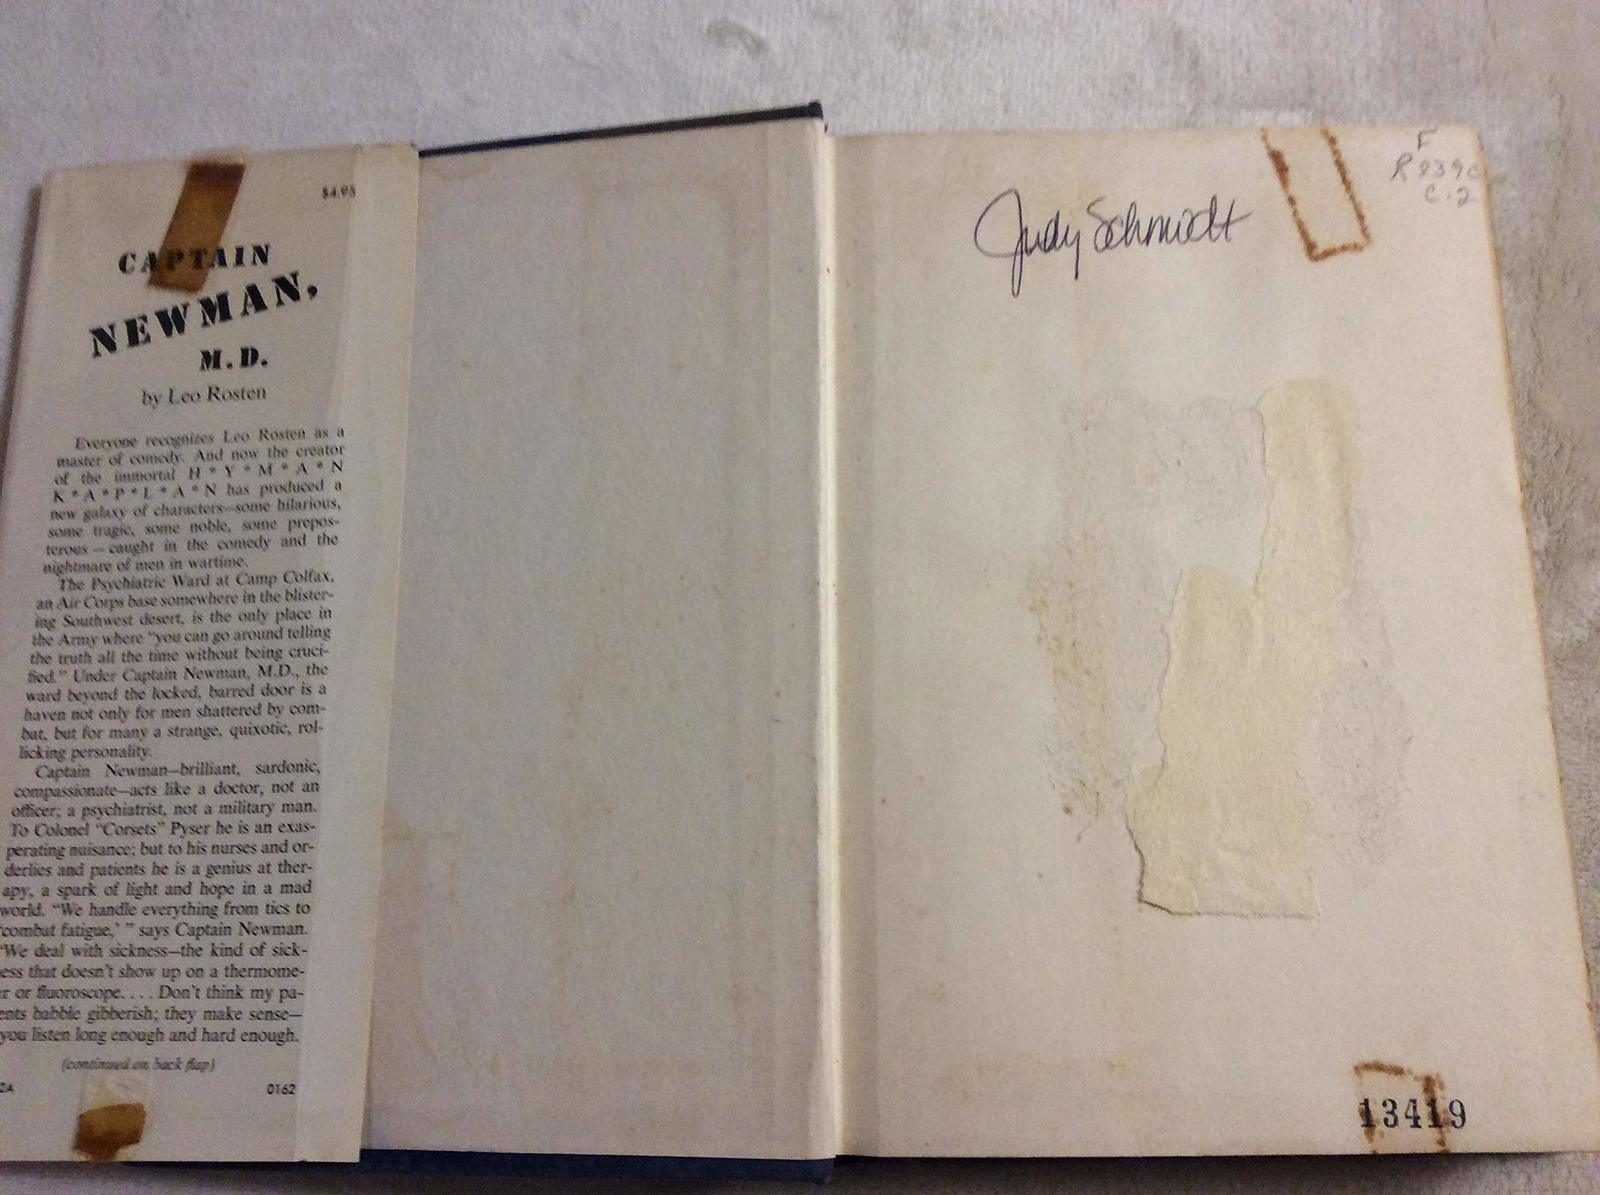 $4.95
CAPTAIN
NEWMAN,
M.D.
by Leo Rosten
Everyone recognizes Leo Rosten as a
master of comedy. And now the creator
of the immortal H * Y * M * A * N
K * A * P * L * A * N has produced a
new galaxy of characters—some hilarious,
some tragic, some noble, some prepos-
terous—caught in the comedy and the
nightmare of men in wartime.
The Psychiatric Ward at Camp Colfax,
an Air Corps base somewhere in the blister-
ing Southwest desert, is the only place in
the Army where "you can go around telling
the truth all the time without being cruci-
fied." Under Captain Newman, M.D., the
ward beyond the locked, barred door is a
haven not only for men shattered by com-
bat, but for many a strange, quixotic, rol-
licking personality.
Captain Newman—brilliant, sardonic,
compassionate—acts like a doctor, not an
officer; a psychiatrist, not a military man.
To Colonel "Corsets" Pyser he is an exas-
perating nuisance; but to his nurses and or-
derlies and patients he is a genius at ther-
apy, a spark of light and hope in a mad
world. "We handle everything from tics to
'combat fatigue,' " says Captain Newman.
"We deal with sickness—the kind of sick-
ess that doesn't show up on a thermome-
r or fluoroscope. . . . Don't think my pa-
ents babble gibberish; they make sense—
you listen long enough and hard enough.
(continued on back flap)
2A 0162
Judy Schmidt
F
R839c
c.2
13419